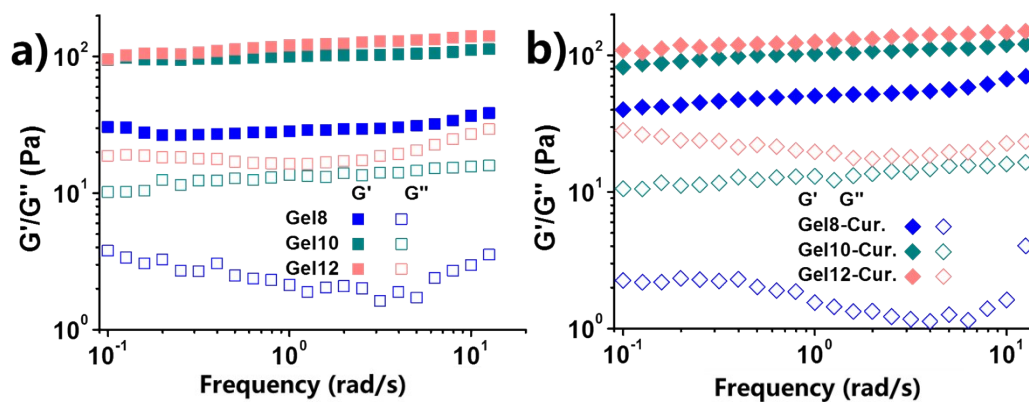 a)
G'/G'' (Pa)
10²
10¹
10⁰
G' G''
Gel8
Gel10
Gel12
10⁻¹ 10⁰ 10¹
Frequency (rad/s)
b)
G'/G'' (Pa)
10²
10¹
10⁰
G' G''
Gel8-Cur.
Gel10-Cur.
Gel12-Cur.
10⁻¹ 10⁰ 10¹
Frequency (rad/s)